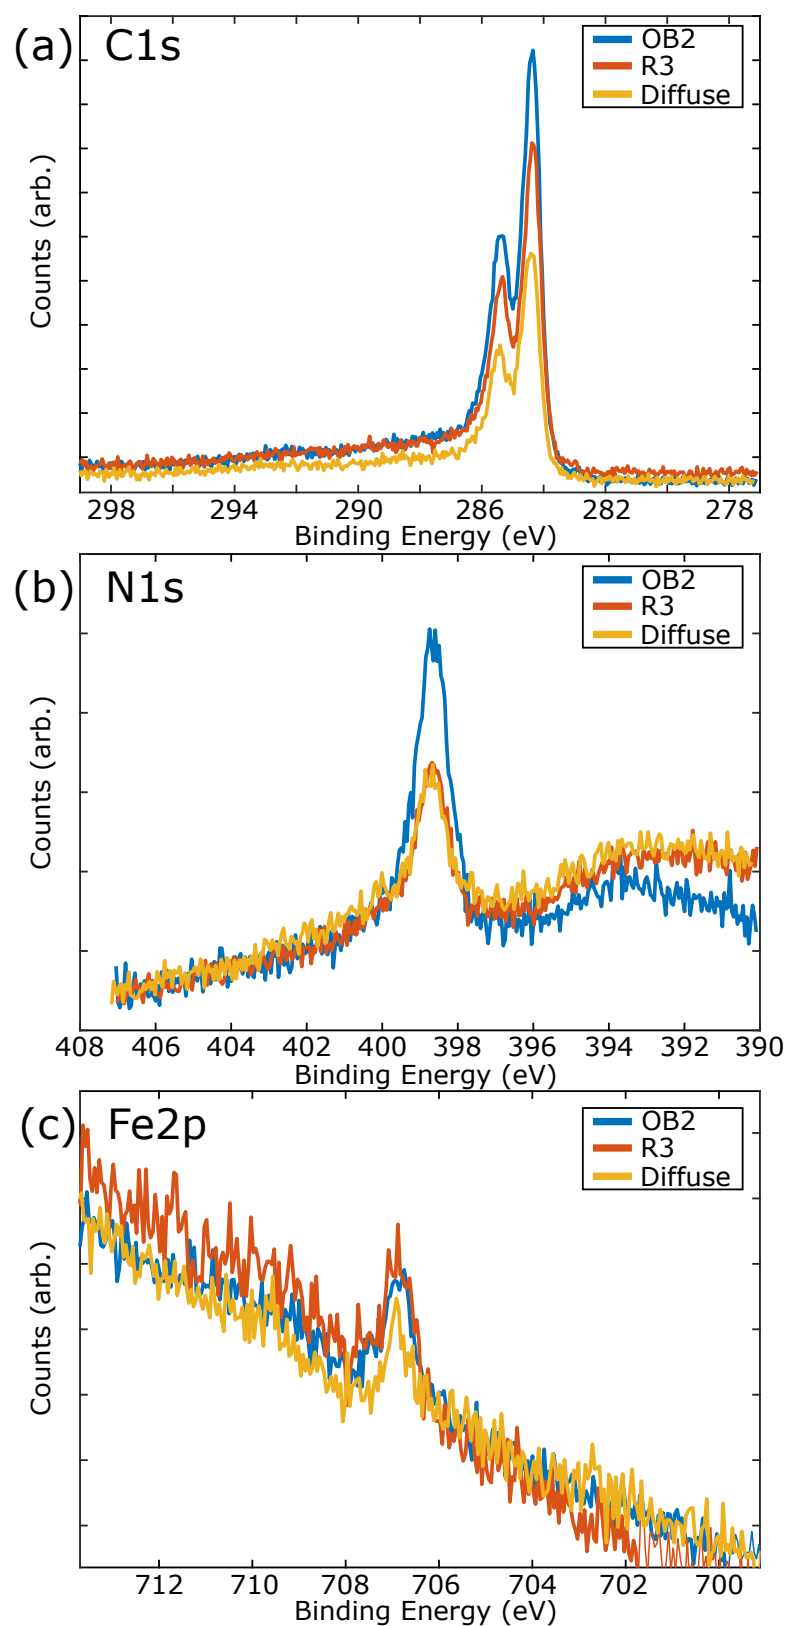 (a) C1s
OB2
R3
Diffuse
Counts (arb.)
298 294 290 286 282 278
Binding Energy (eV)
(b) N1s
OB2
R3
Diffuse
Counts (arb.)
408 406 404 402 400 398 396 394 392 390
Binding Energy (eV)
(c) Fe2p
OB2
R3
Diffuse
Counts (arb.)
712 710 708 706 704 702 700
Binding Energy (eV)